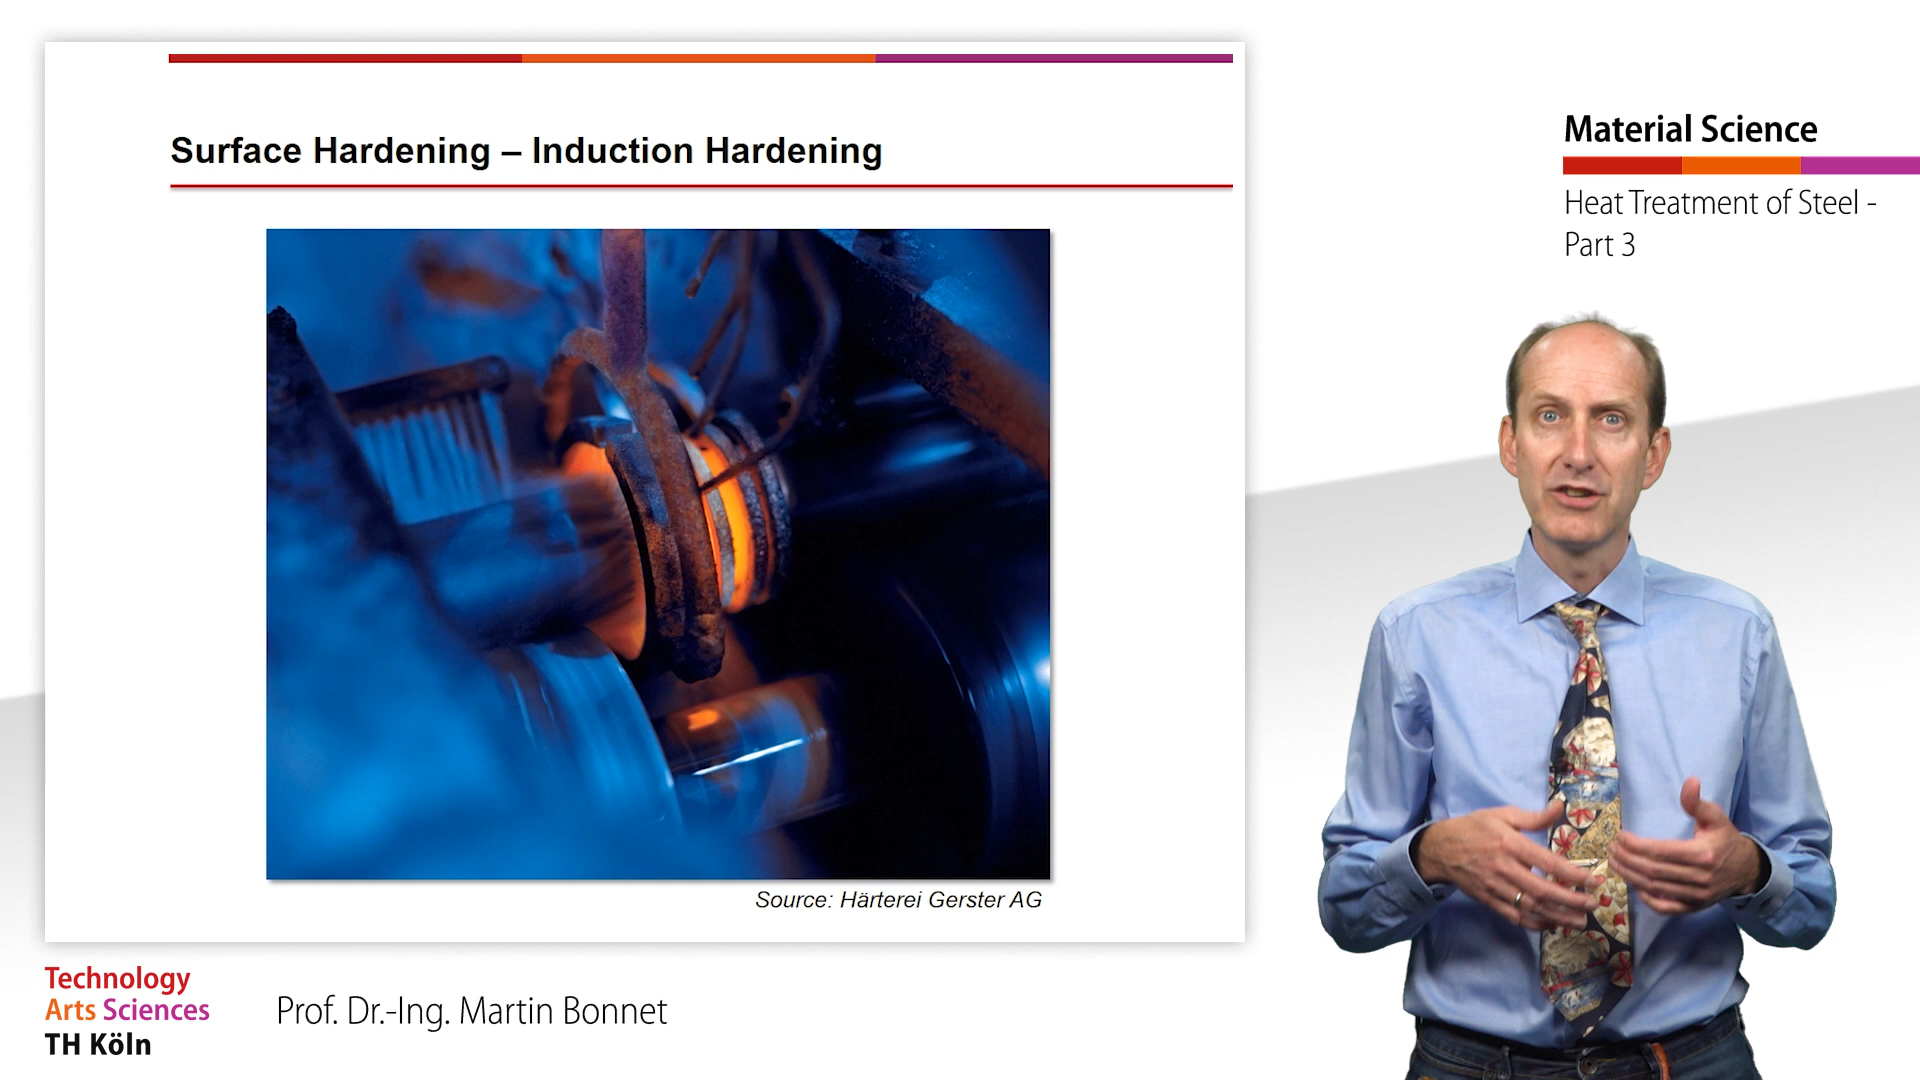 Surface Hardening – Induction Hardening
Source: Härterei Gerster AG
Material Science
Heat Treatment of Steel -
Part 3
Technology
Arts Sciences
TH Köln
Prof. Dr.-Ing. Martin Bonnet